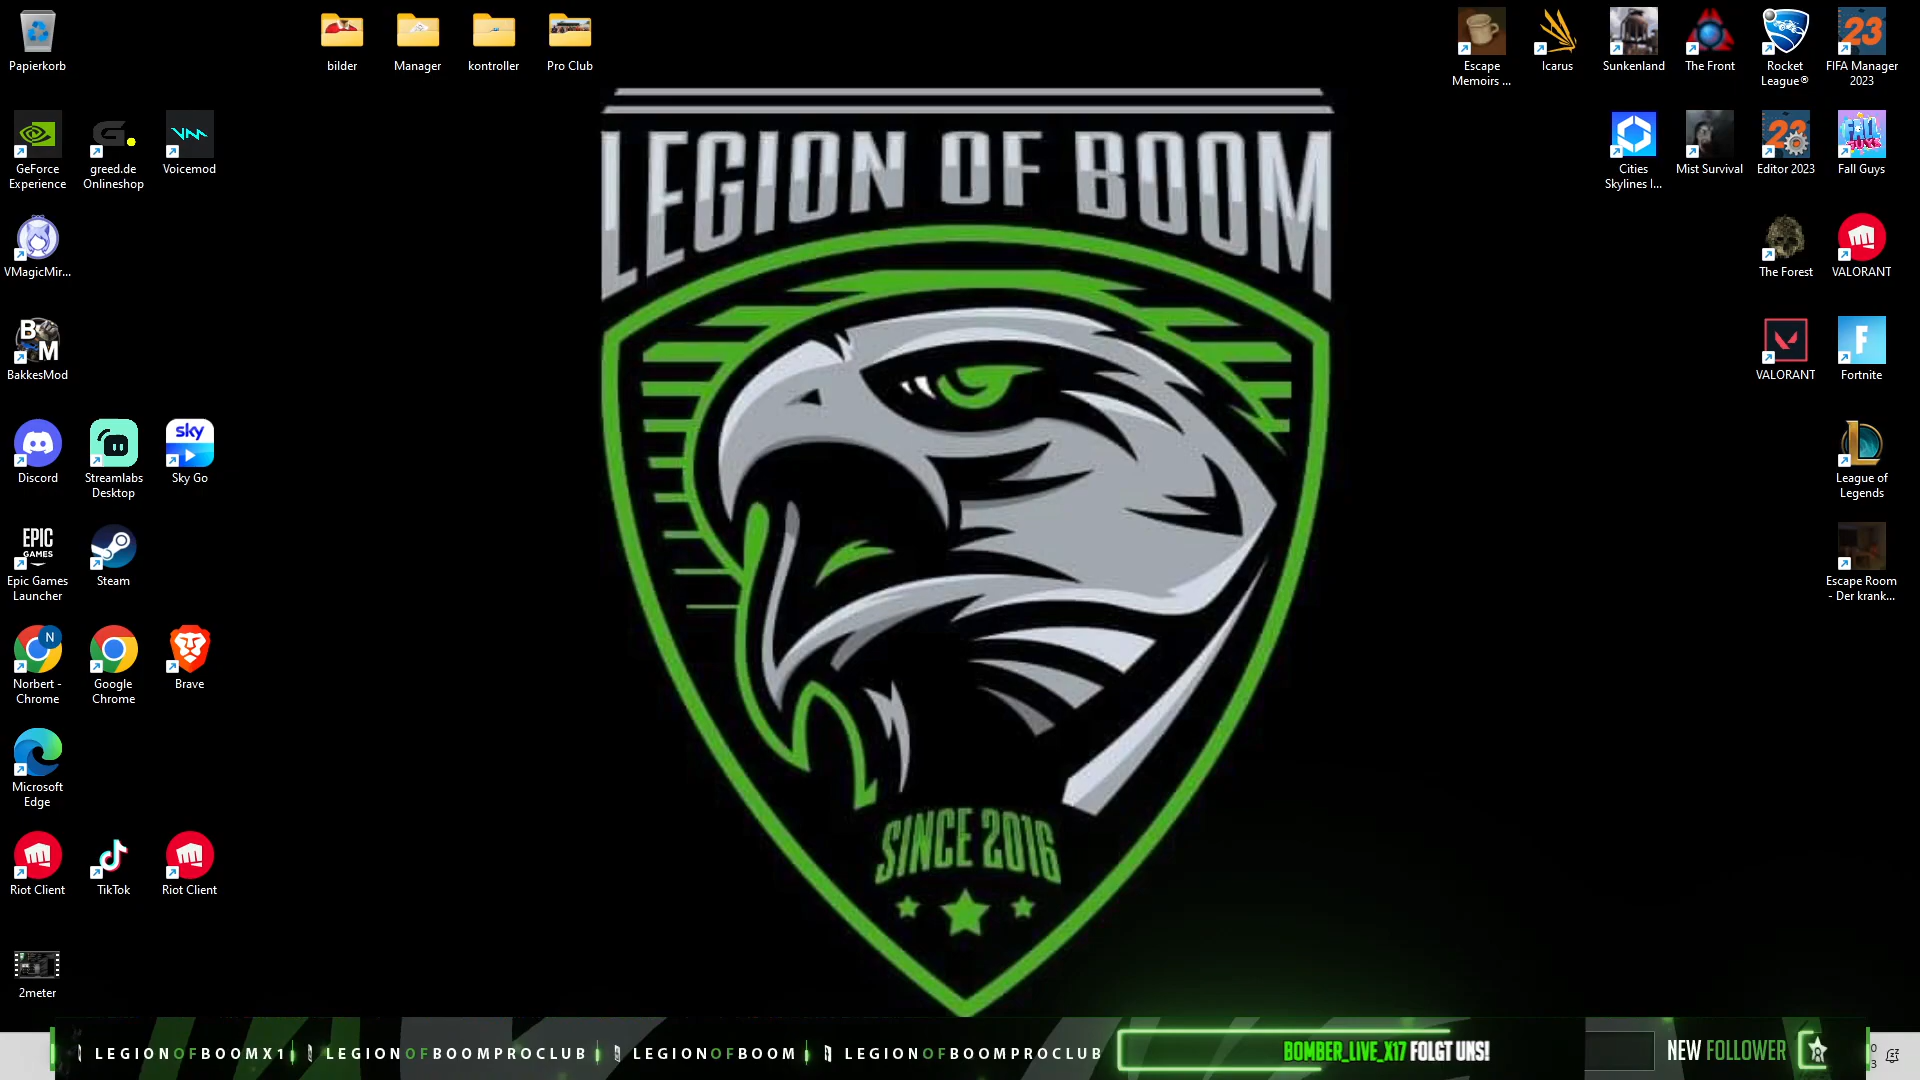 Papierkorb
bilder
Manager
kontroller
Pro Club
Escape
Memoirs ...
Icarus
Sunkenland
The Front
Rocket
League®
FIFA Manager
2023
GeForce
Experience
greed.de
Onlineshop
Voicemod
Cities
Skylines I...
Mist Survival
Editor 2023
Fall Guys
VMagicMir...
The Forest
VALORANT
BakkesMod
VALORANT
Fortnite
Discord
Streamlabs
Desktop
sky
Sky Go
League of
Legends
EPIC
GAMES
Epic Games
Launcher
Steam
Escape Room
- Der krank...
N
Norbert -
Chrome
Google
Chrome
Brave
Microsoft
Edge
Riot Client
TikTok
Riot Client
2meter
LEGION OF BOOM
SINCE 2016
LEGIONOFBOOMX1
LEGIONOFBOOMPROCLUB
LEGIONOFBOOM
LEGIONOFBOOMPROCLUB
BOMBER_LIVE_X17 FOLGT UNS!
NEW FOLLOWER